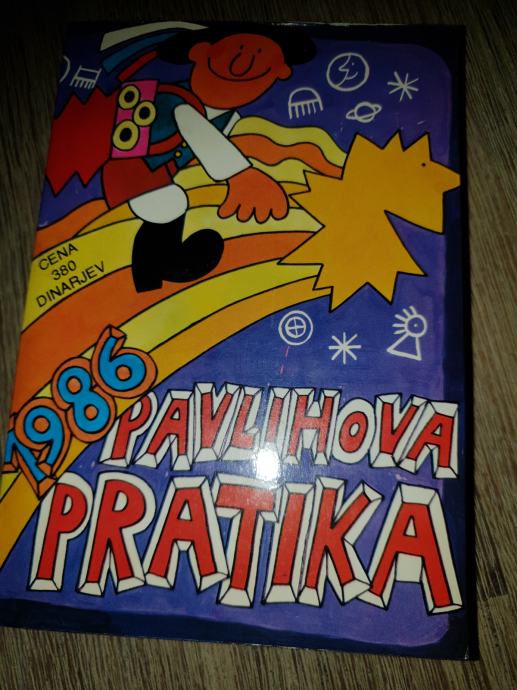 CENA
380
DINARJEV
1986
PAVLIHOVA
PRATIKA